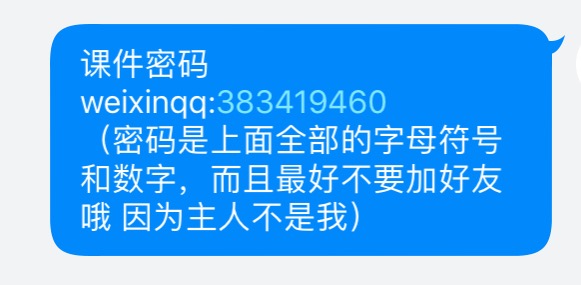 课件密码
weixinqq:383419460
（密码是上面全部的字母符号
和数字，而且最好不要加好友
哦 因为主人不是我）